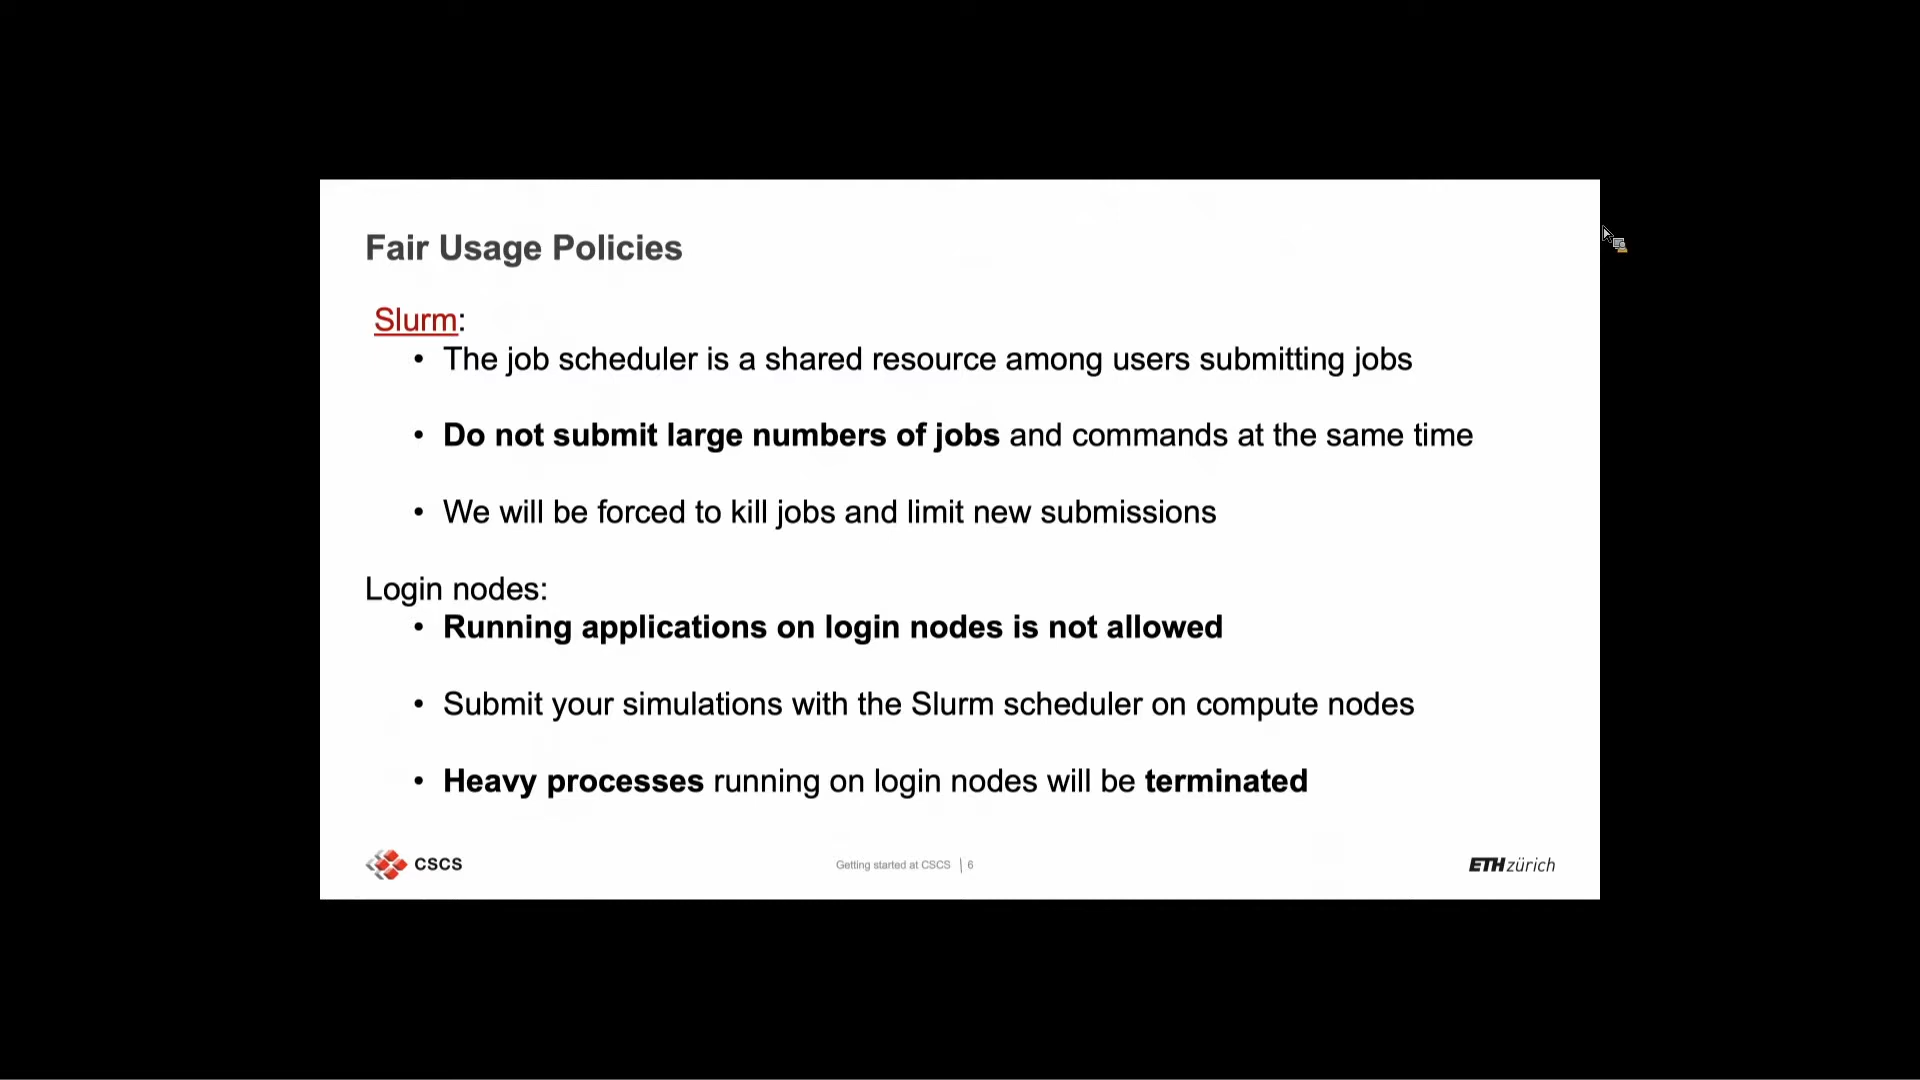 Fair Usage Policies
Slurm:
• The job scheduler is a shared resource among users submitting jobs
• Do not submit large numbers of jobs and commands at the same time
• We will be forced to kill jobs and limit new submissions
Login nodes:
• Running applications on login nodes is not allowed
• Submit your simulations with the Slurm scheduler on compute nodes
• Heavy processes running on login nodes will be terminated
CSCS
Getting started at CSCS | 6
ETH zürich